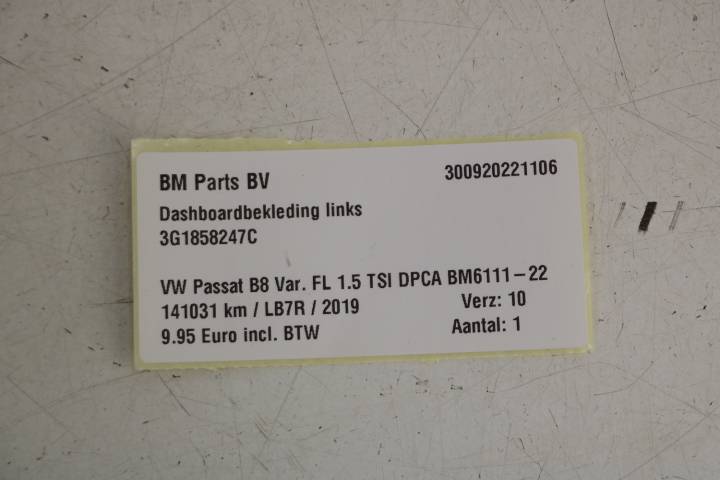 BM Parts BV 300920221106
Dashboardbekleding links
3G1858247C
VW Passat B8 Var. FL 1.5 TSI DPCA BM6111-22
141031 km / LB7R / 2019 Verz: 10
9.95 Euro incl. BTW Aantal: 1